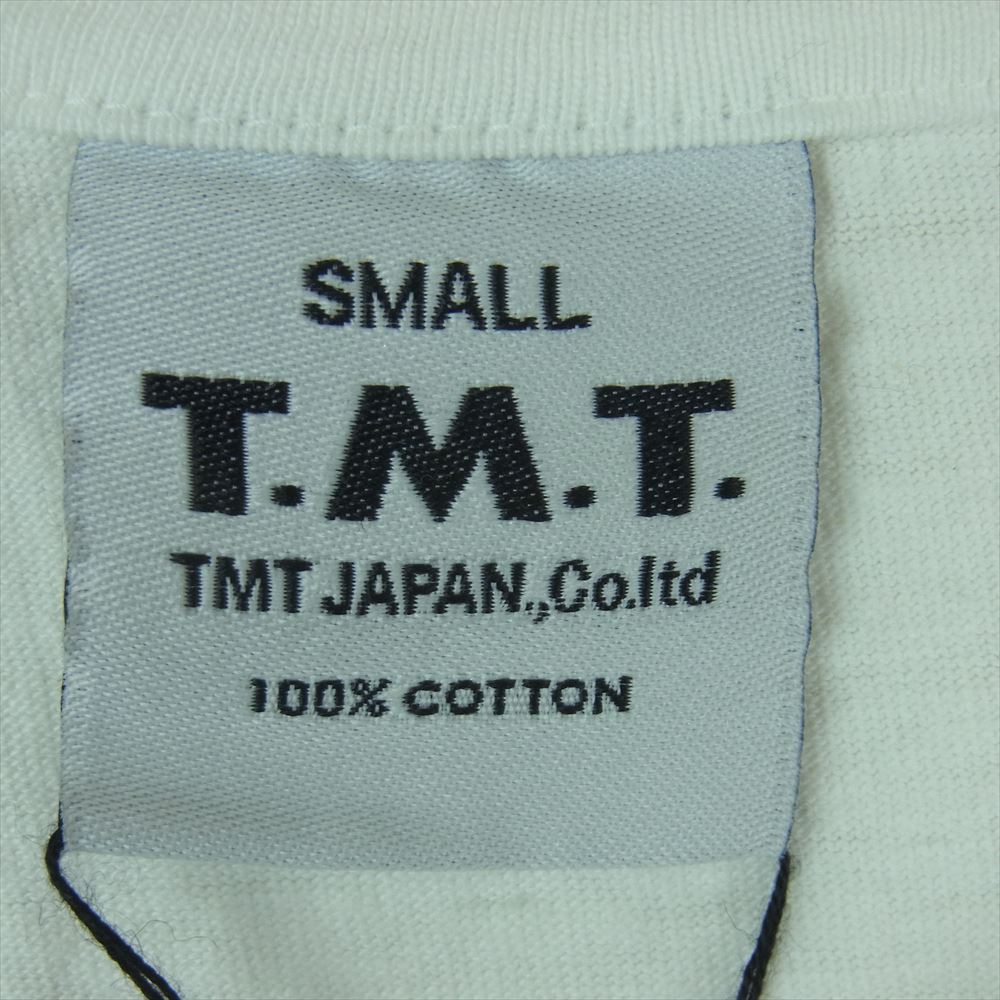 SMALL
T.M.T.
TMT JAPAN.,Co.ltd
100% COTTON